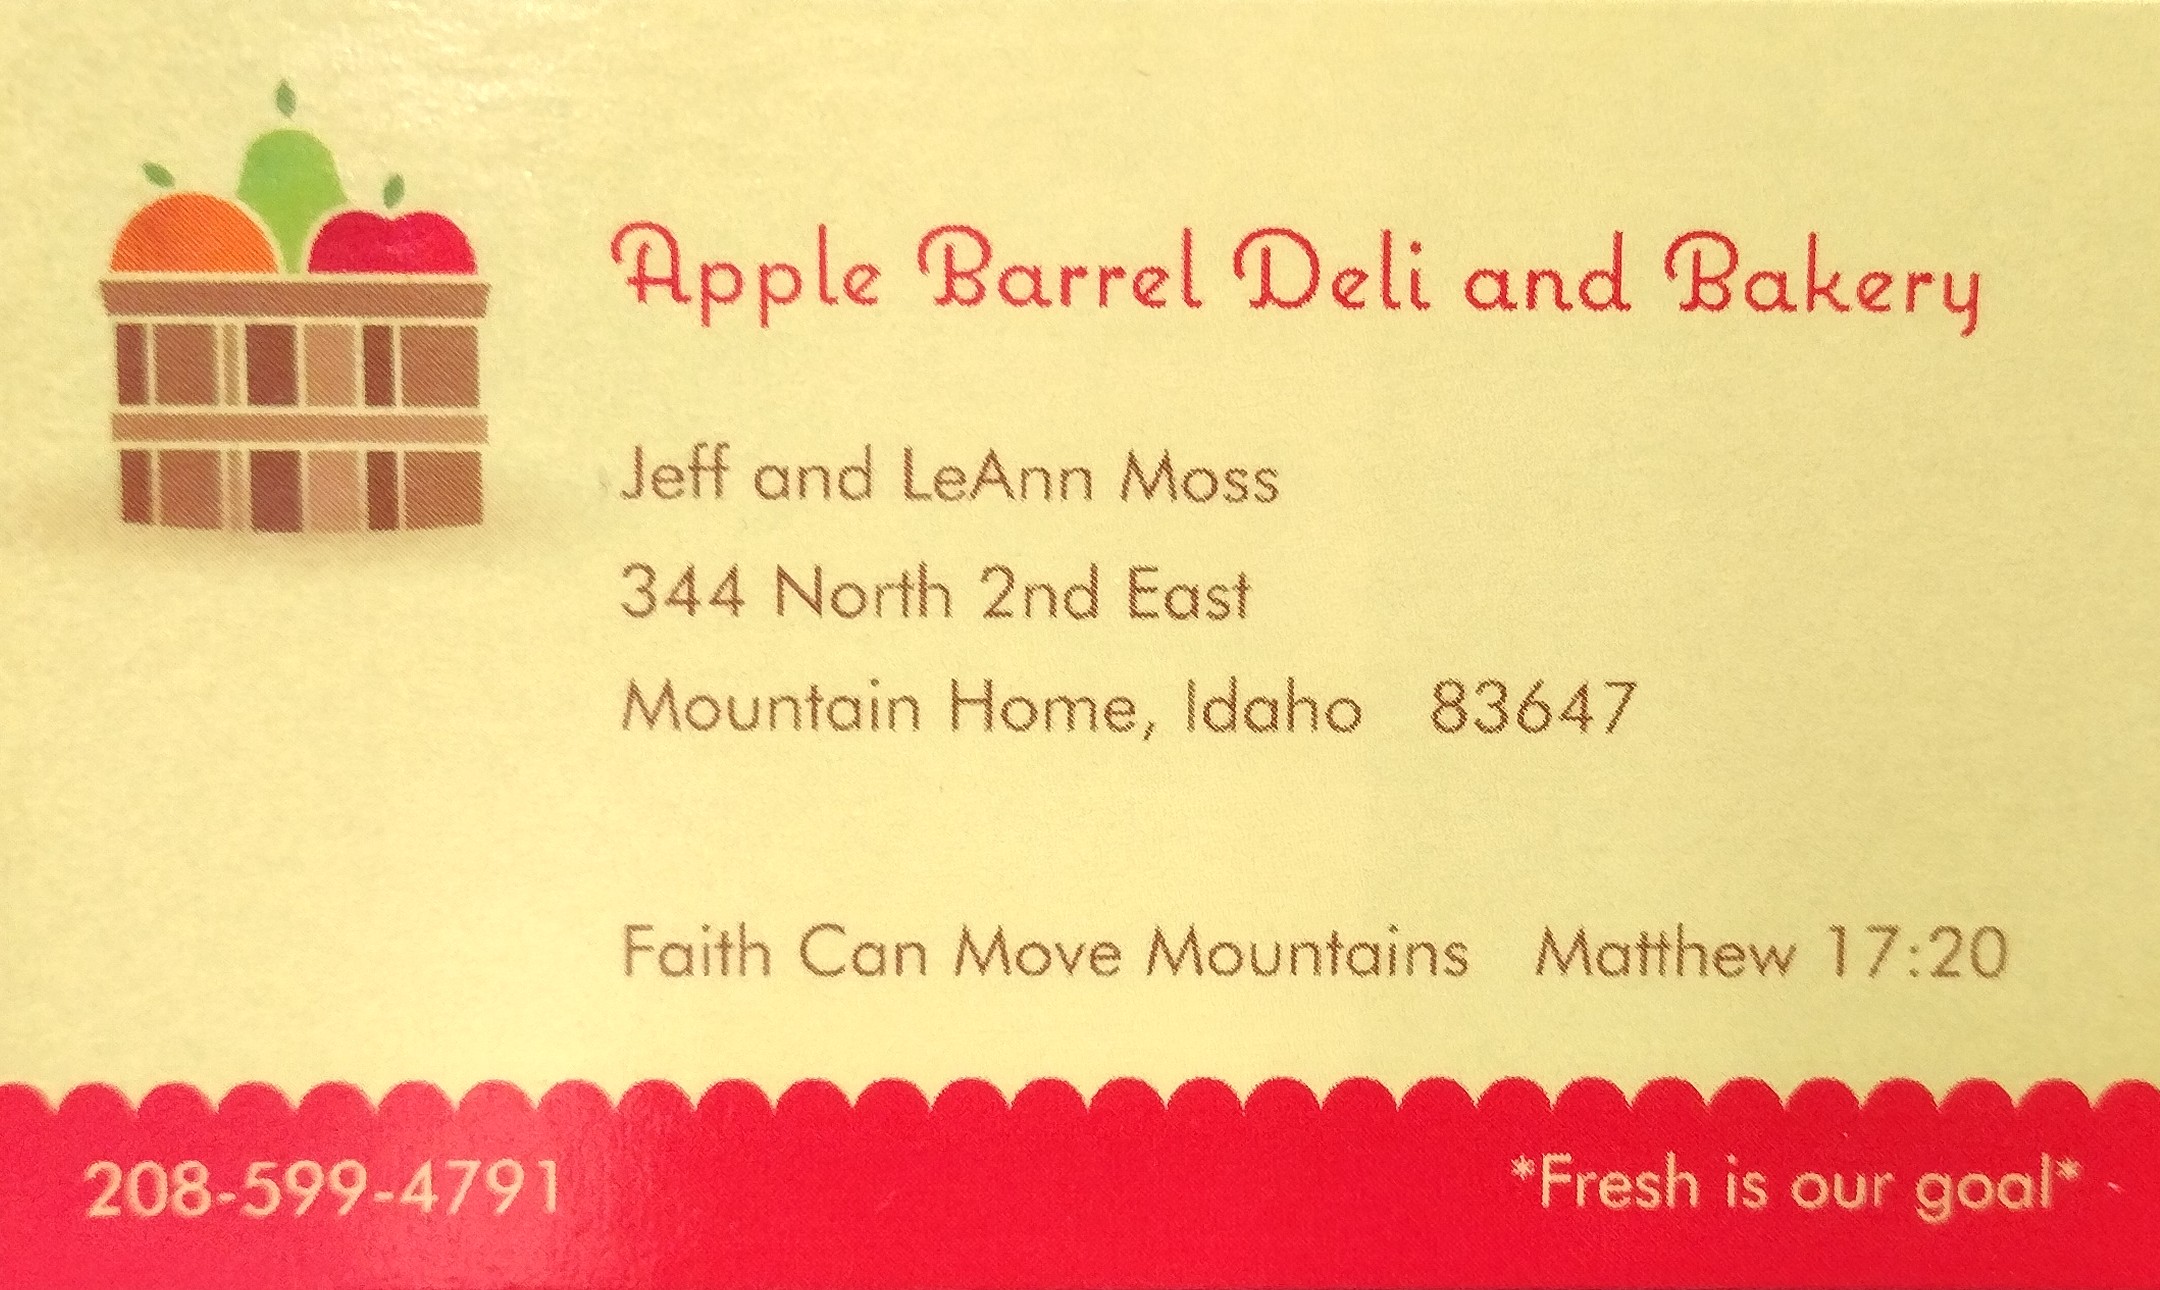 Apple Barrel Deli and Bakery
Jeff and LeAnn Moss
344 North 2nd East
Mountain Home, Idaho 83647
Faith Can Move Mountains Matthew 17:20
208-599-4791
*Fresh is our goal*